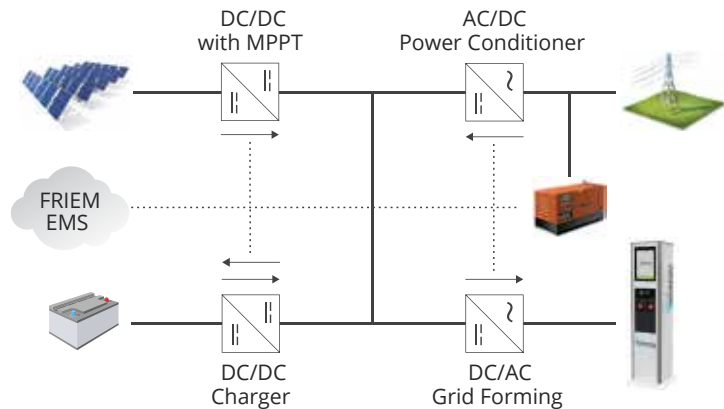 DC/DC
with MPPT
AC/DC
Power Conditioner
FRIEM
EMS
DC/DC
Charger
DC/AC
Grid Forming